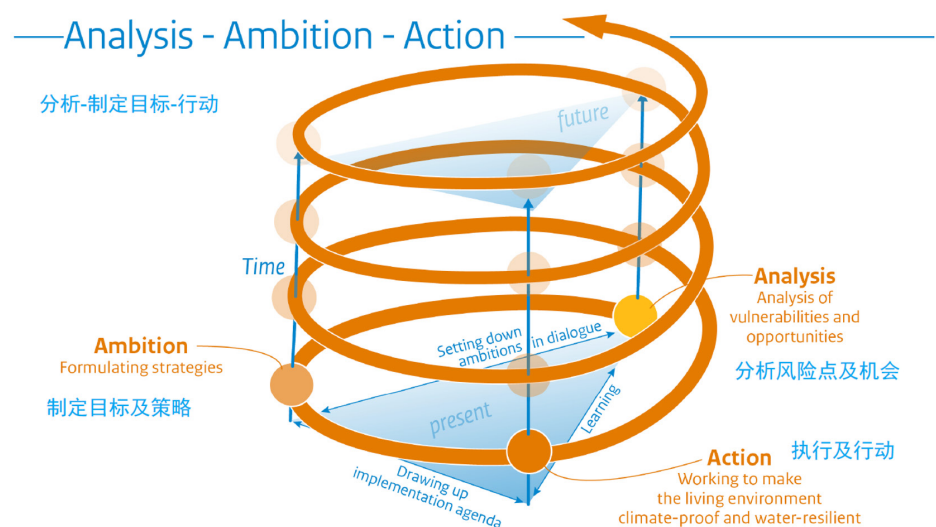 Analysis - Ambition - Action
分析-制定目标-行动
future
Time
Analysis
Analysis of
vulnerabilities and
opportunities
分析风险点及机会
Setting down
ambitions in dialogue
Ambition
Formulating strategies
制定目标及策略
present
Learning
Drawing up
implementation agenda
Action
执行及行动
Working to make
the living environment
climate-proof and water-resilient